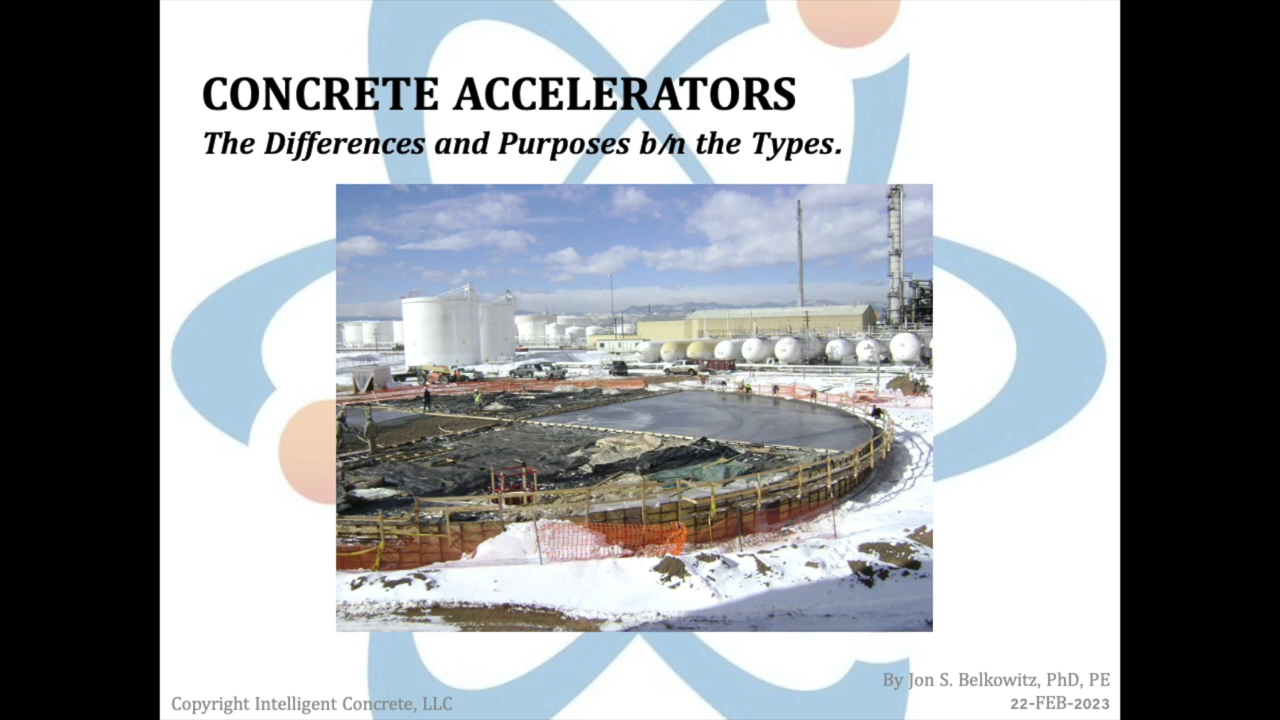 CONCRETE ACCELERATORS
The Differences and Purposes b/n the Types.
By Jon S. Belkowitz, PhD, PE
Copyright Intelligent Concrete, LLC
22-FEB-2023